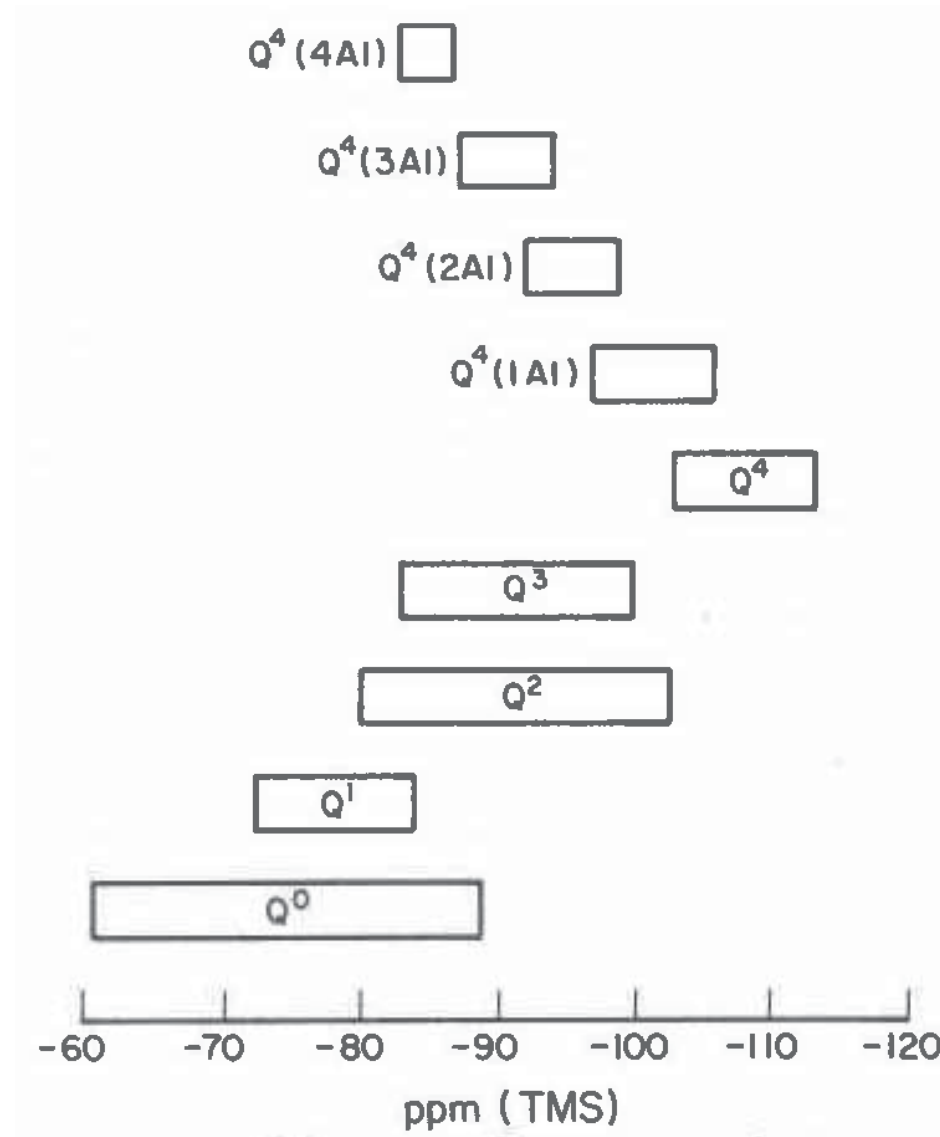 Q⁴(4Al)
Q⁴(3Al)
Q⁴(2Al)
Q⁴(1Al)
Q⁴
Q³
Q²
Q¹
Q⁰
-60 -70 -80 -90 -100 -110 -120
ppm (TMS)